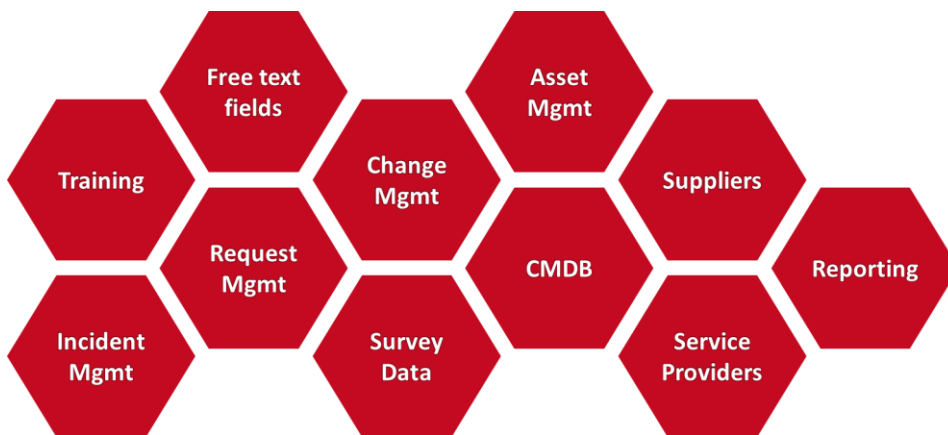 Free text
fields
Asset
Mgmt
Training
Change
Mgmt
Suppliers
Request
Mgmt
CMDB
Reporting
Incident
Mgmt
Survey
Data
Service
Providers